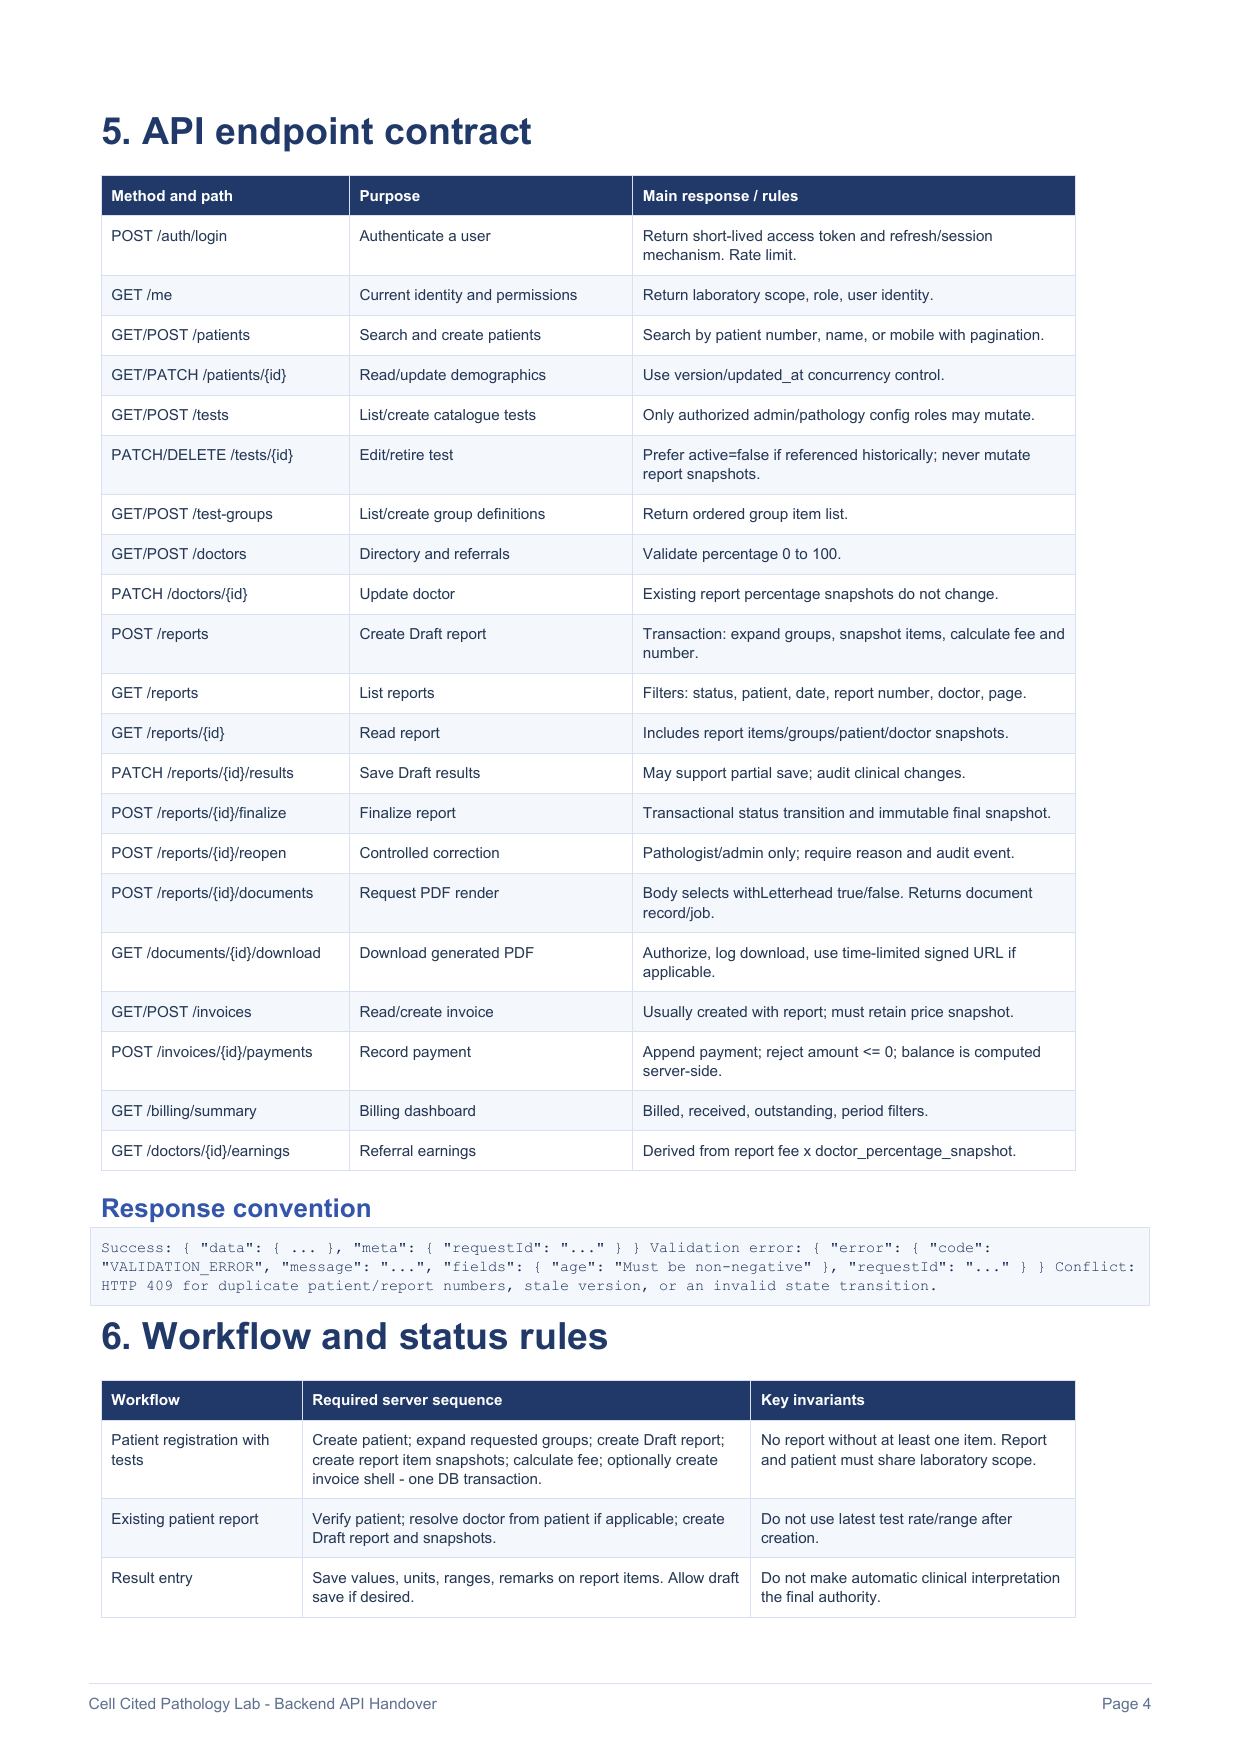 5. API endpoint contract
Method and path Purpose Main response / rules
POST /auth/login Authenticate a user Return short-lived access token and refresh/session
mechanism. Rate limit.
GET /me Current identity and permissions Return laboratory scope, role, user identity.
GET/POST /patients Search and create patients Search by patient number, name, or mobile with pagination.
GET/PATCH /patients/{id} Read/update demographics Use version/updated_at concurrency control.
GET/POST /tests List/create catalogue tests Only authorized admin/pathology config roles may mutate.
PATCH/DELETE /tests/{id} Edit/retire test Prefer active=false if referenced historically; never mutate
report snapshots.
GET/POST /test-groups List/create group definitions Return ordered group item list.
GET/POST /doctors Directory and referrals Validate percentage 0 to 100.
PATCH /doctors/{id} Update doctor Existing report percentage snapshots do not change.
POST /reports Create Draft report Transaction: expand groups, snapshot items, calculate fee and
number.
GET /reports List reports Filters: status, patient, date, report number, doctor, page.
GET /reports/{id} Read report Includes report items/groups/patient/doctor snapshots.
PATCH /reports/{id}/results Save Draft results May support partial save; audit clinical changes.
POST /reports/{id}/finalize Finalize report Transactional status transition and immutable final snapshot.
POST /reports/{id}/reopen Controlled correction Pathologist/admin only; require reason and audit event.
POST /reports/{id}/documents Request PDF render Body selects withLetterhead true/false. Returns document
record/job.
GET /documents/{id}/download Download generated PDF Authorize, log download, use time-limited signed URL if
applicable.
GET/POST /invoices Read/create invoice Usually created with report; must retain price snapshot.
POST /invoices/{id}/payments Record payment Append payment; reject amount <= 0; balance is computed
server-side.
GET /billing/summary Billing dashboard Billed, received, outstanding, period filters.
GET /doctors/{id}/earnings Referral earnings Derived from report fee x doctor_percentage_snapshot.
Response convention
Success: { "data": { ... }, "meta": { "requestId": "..." } } Validation error: { "error": { "code":
"VALIDATION_ERROR", "message": "...", "fields": { "age": "Must be non-negative" }, "requestId": "..." } } Conflict:
HTTP 409 for duplicate patient/report numbers, stale version, or an invalid state transition.
6. Workflow and status rules
Workflow Required server sequence Key invariants
Patient registration with Create patient; expand requested groups; create Draft report; No report without at least one item. Report
tests create report item snapshots; calculate fee; optionally create and patient must share laboratory scope.
invoice shell - one DB transaction.
Existing patient report Verify patient; resolve doctor from patient if applicable; create Do not use latest test rate/range after
Draft report and snapshots. creation.
Result entry Save values, units, ranges, remarks on report items. Allow draft Do not make automatic clinical interpretation
save if desired. the final authority.
Cell Cited Pathology Lab - Backend API Handover Page 4